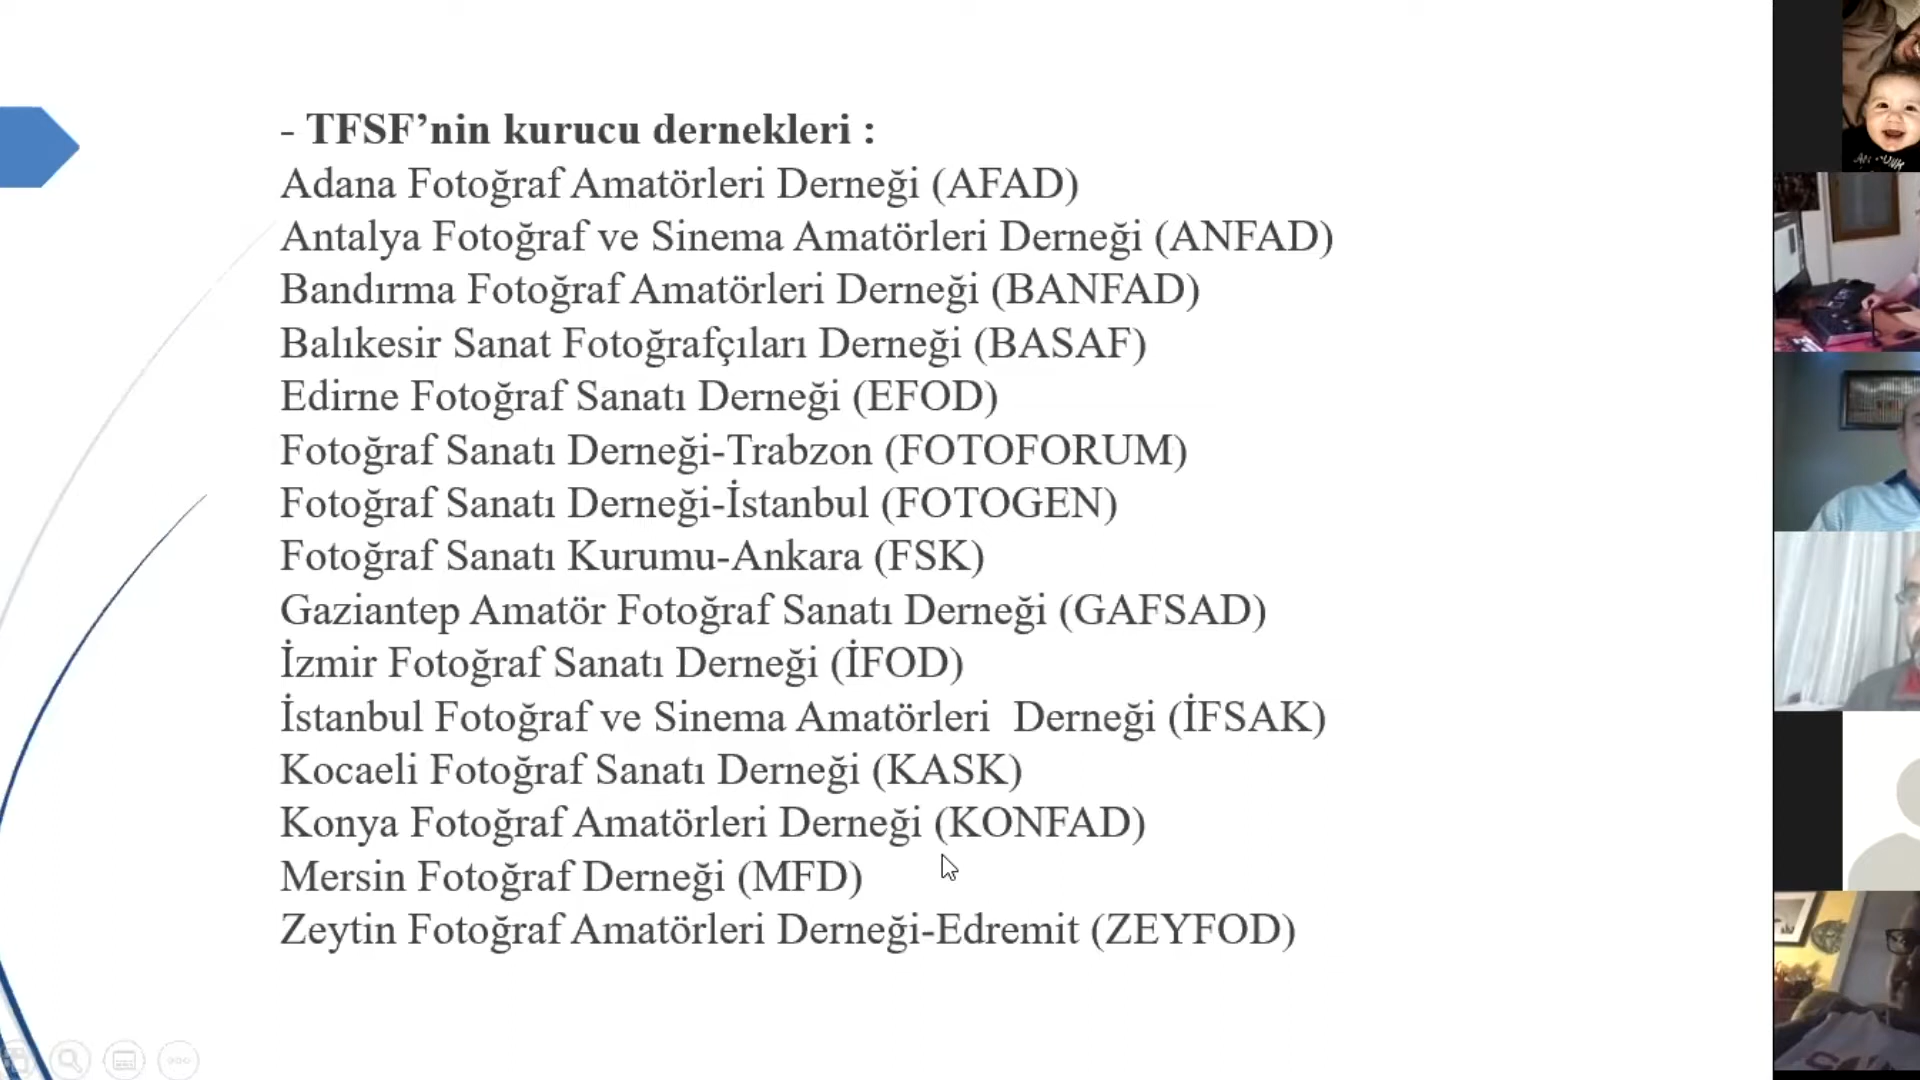 - TFSF’nin kurucu dernekleri :
Adana Fotoğraf Amatörleri Derneği (AFAD)
Antalya Fotoğraf ve Sinema Amatörleri Derneği (ANFAD)
Bandırma Fotoğraf Amatörleri Derneği (BANFAD)
Balıkesir Sanat Fotoğrafçıları Derneği (BASAF)
Edirne Fotoğraf Sanatı Derneği (EFOD)
Fotoğraf Sanatı Derneği-Trabzon (FOTOFORUM)
Fotoğraf Sanatı Derneği-İstanbul (FOTOGEN)
Fotoğraf Sanatı Kurumu-Ankara (FSK)
Gaziantep Amatör Fotoğraf Sanatı Derneği (GAFSAD)
İzmir Fotoğraf Sanatı Derneği (İFOD)
İstanbul Fotoğraf ve Sinema Amatörleri  Derneği (İFSAK)
Kocaeli Fotoğraf Sanatı Derneği (KASK)
Konya Fotoğraf Amatörleri Derneği (KONFAD)
Mersin Fotoğraf Derneği (MFD)
Zeytin Fotoğraf Amatörleri Derneği-Edremit (ZEYFOD)